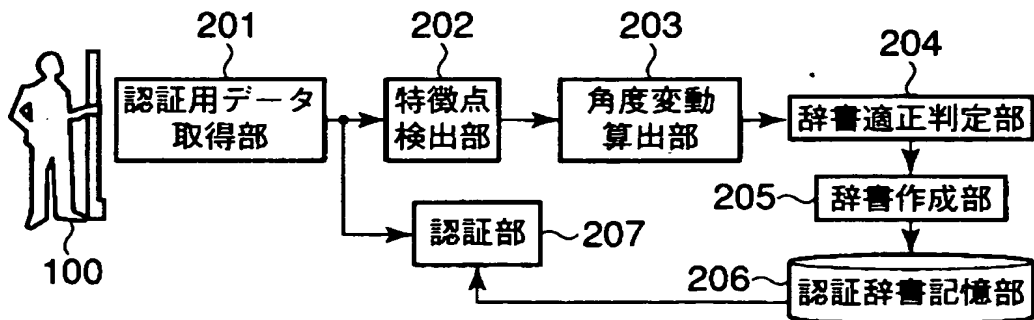 201
202
203
204
認証用データ
取得部
特徴点
検出部
角度変動
算出部
辞書適正判定部
205
辞書作成部
認証部
207
100
206
認証辞書記憶部